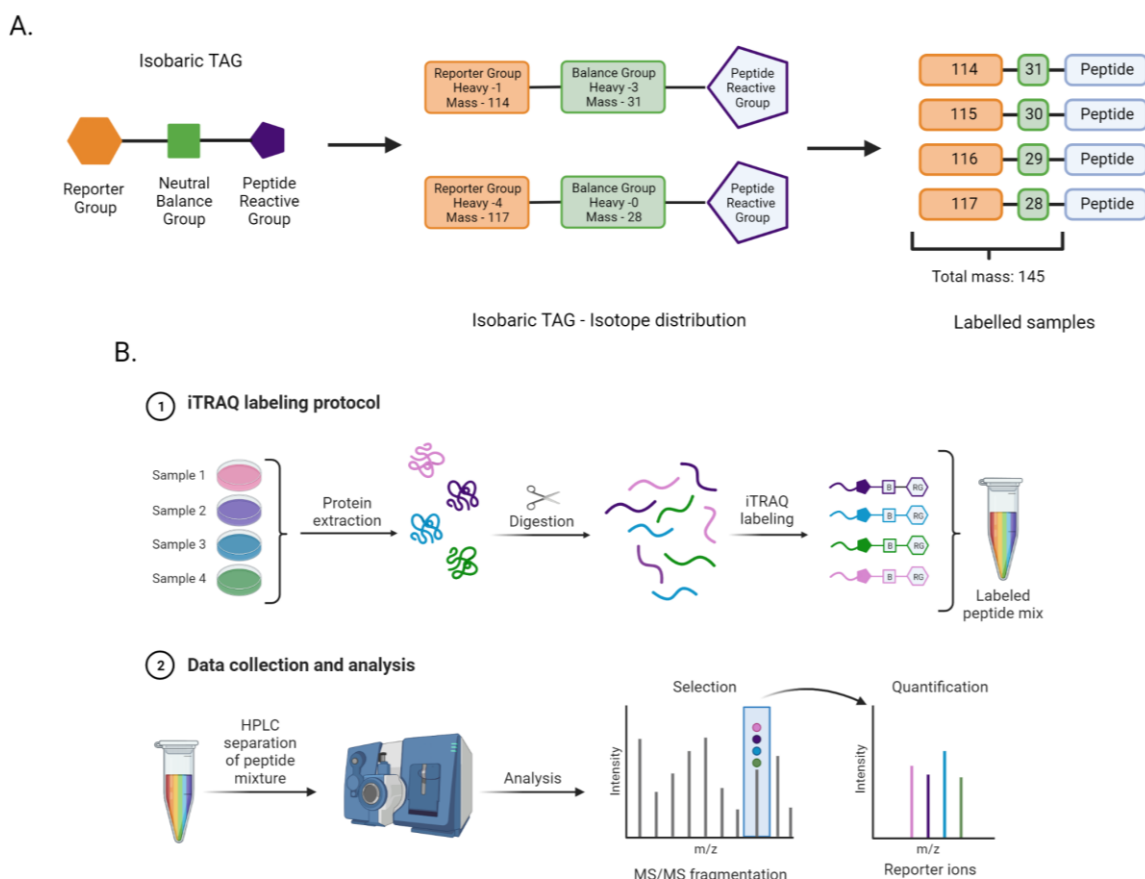 A.
Isobaric TAG
Reporter
Group
Neutral
Balance
Group
Peptide
Reactive
Group
Reporter Group
Heavy -1
Mass - 114
Balance Group
Heavy -3
Mass - 31
Peptide
Reactive
Group
Reporter Group
Heavy -4
Mass - 117
Balance Group
Heavy -0
Mass - 28
Peptide
Reactive
Group
Isobaric TAG - Isotope distribution
114 31 Peptide
115 30 Peptide
116 29 Peptide
117 28 Peptide
Total mass: 145
Labelled samples
B.
1 iTRAQ labeling protocol
Sample 1
Sample 2
Sample 3
Sample 4
Protein
extraction
Digestion
iTRAQ
labeling
B RG
B RG
B RG
B RG
Labeled
peptide mix
2 Data collection and analysis
HPLC
separation
of peptide
mixture
Analysis
Selection
Intensity
m/z
MS/MS fragmentation
Quantification
Intensity
m/z
Reporter ions